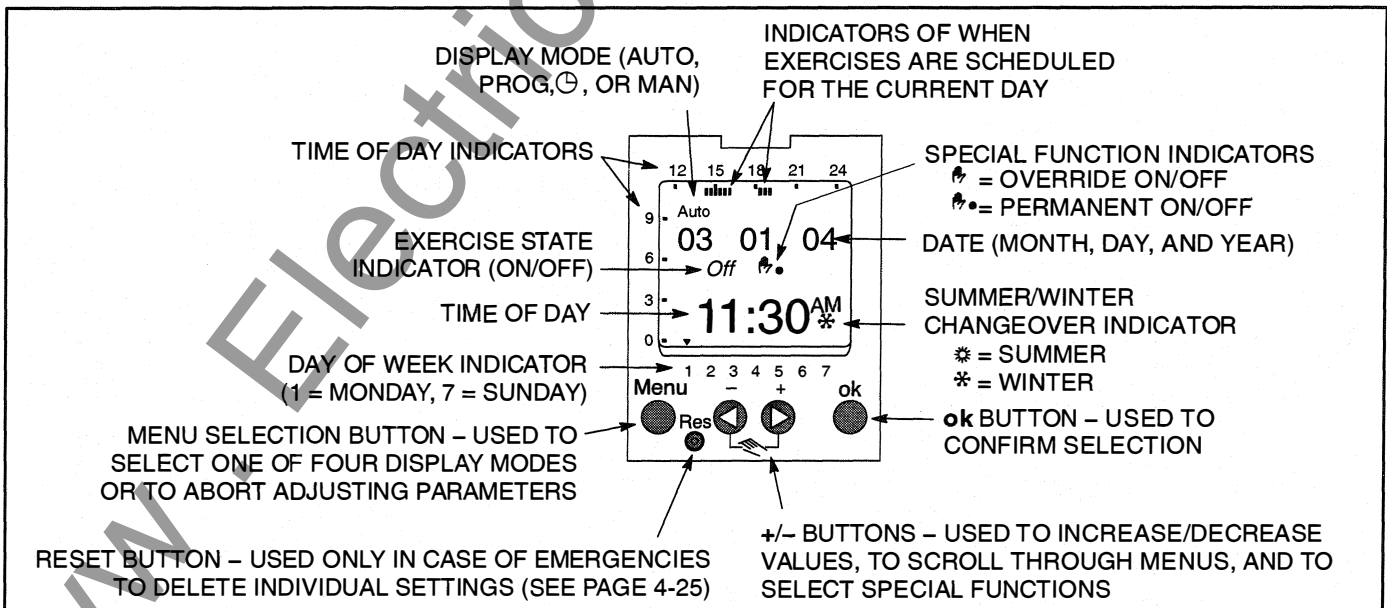 DISPLAY MODE (AUTO,
PROG, , OR MAN)
INDICATORS OF WHEN
EXERCISES ARE SCHEDULED
FOR THE CURRENT DAY
TIME OF DAY INDICATORS
SPECIAL FUNCTION INDICATORS
= OVERRIDE ON/OFF
= PERMANENT ON/OFF
12 15 18 21 24
9
Auto
03 01 04
DATE (MONTH, DAY, AND YEAR)
EXERCISE STATE
INDICATOR (ON/OFF)
6
Off
3
TIME OF DAY
11:30 AM
SUMMER/WINTER
CHANGEOVER INDICATOR
= SUMMER
= WINTER
0
DAY OF WEEK INDICATOR
(1 = MONDAY, 7 = SUNDAY)
1 2 3 4 5 6 7
Menu
– +
ok
Res
ok BUTTON – USED TO
CONFIRM SELECTION
MENU SELECTION BUTTON – USED TO
SELECT ONE OF FOUR DISPLAY MODES
OR TO ABORT ADJUSTING PARAMETERS
RESET BUTTON – USED ONLY IN CASE OF EMERGENCIES
TO DELETE INDIVIDUAL SETTINGS (SEE PAGE 4-25)
+/– BUTTONS – USED TO INCREASE/DECREASE
VALUES, TO SCROLL THROUGH MENUS, AND TO
SELECT SPECIAL FUNCTIONS
w . Electric